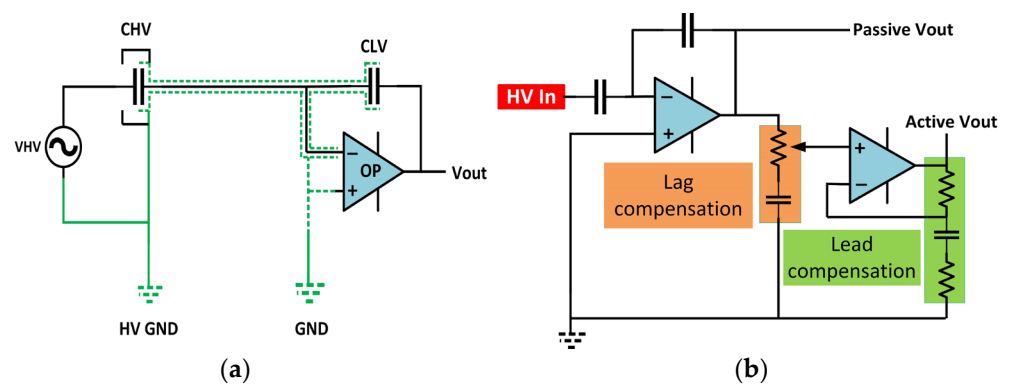 CHV
CLV
VHV
−
OP
+
Vout
HV GND
GND
(a)
Passive Vout
HV In
−
+
Active Vout
+
−
Lag
compensation
Lead
compensation
(b)